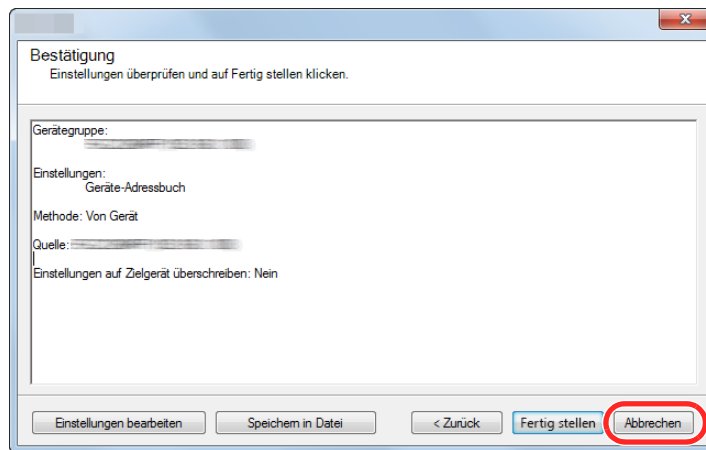 Bestätigung
Einstellungen überprüfen und auf Fertig stellen klicken.
Gerätegruppe:
Einstellungen:
Geräte-Adressbuch
Methode: Von Gerät
Quelle:
Einstellungen auf Zielgerät überschreiben: Nein
Einstellungen bearbeiten
Speichern in Datei
< Zurück
Fertig stellen
Abbrechen